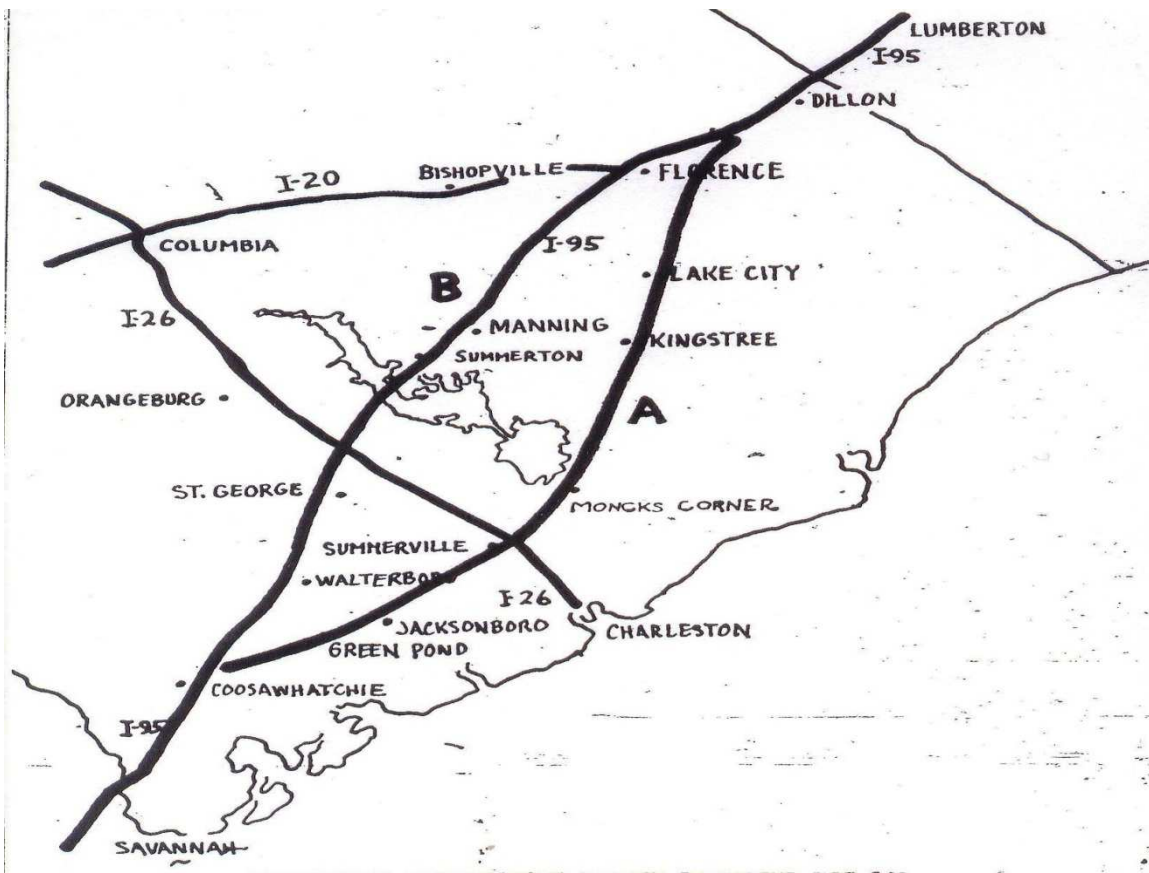 LUMBERTON
I-95
DILLON
BISHOPVILLE
FLORENCE
I-20
COLUMBIA
I-95
LAKE CITY
B
I-26
MANNING
KINGSTREE
SUMMERTON
ORANGEBURG
A
ST. GEORGE
MONCKS CORNER
SUMMERVILLE
WALTERBORO
I-26
JACKSONBORO
CHARLESTON
GREEN POND
COOSAWHATCHIE
I-95
SAVANNAH